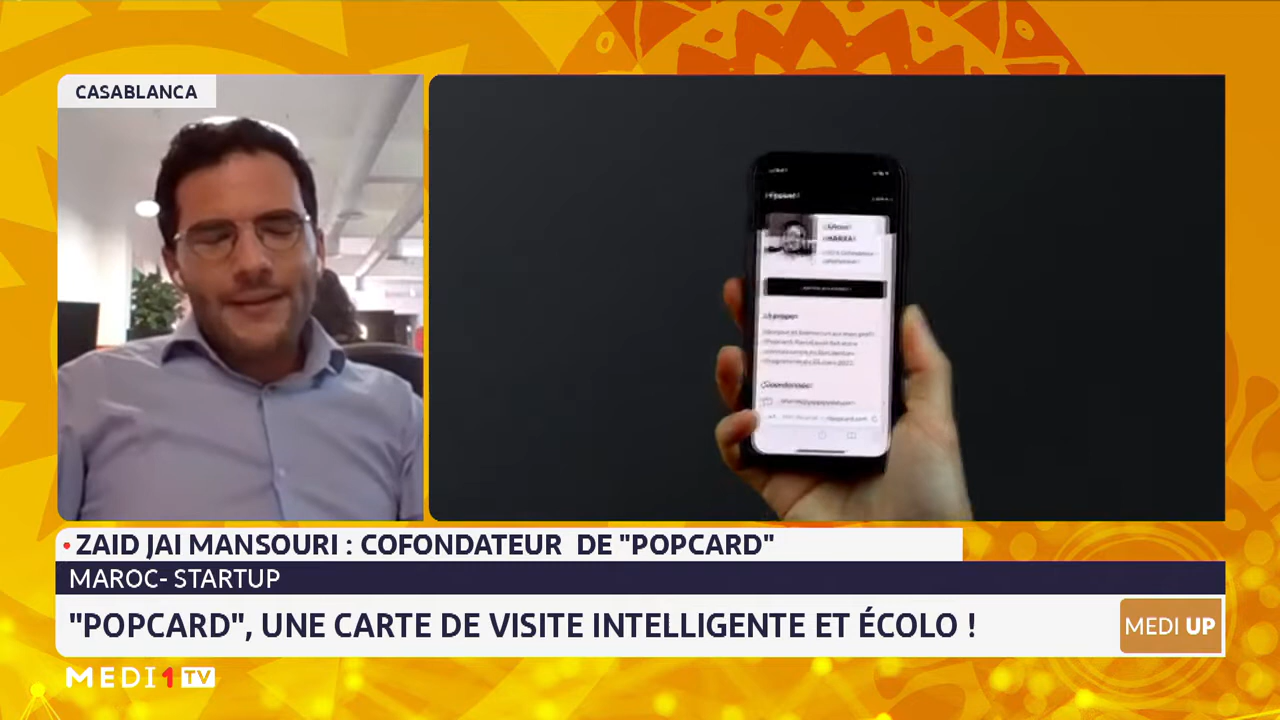 CASABLANCA
• ZAID JAI MANSOURI : COFONDATEUR DE "POPCARD"
MAROC- STARTUP
"POPCARD", UNE CARTE DE VISITE INTELLIGENTE ET ÉCOLO !
MEDI UP
MEDI1TV